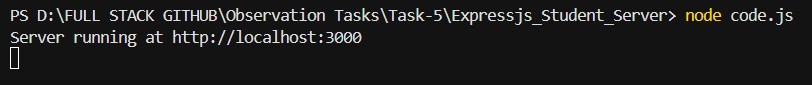 PS D:\FULL STACK GITHUB\Observation Tasks\Task-5\Expressjs_Student_Server> node code.js
Server running at http://localhost:3000